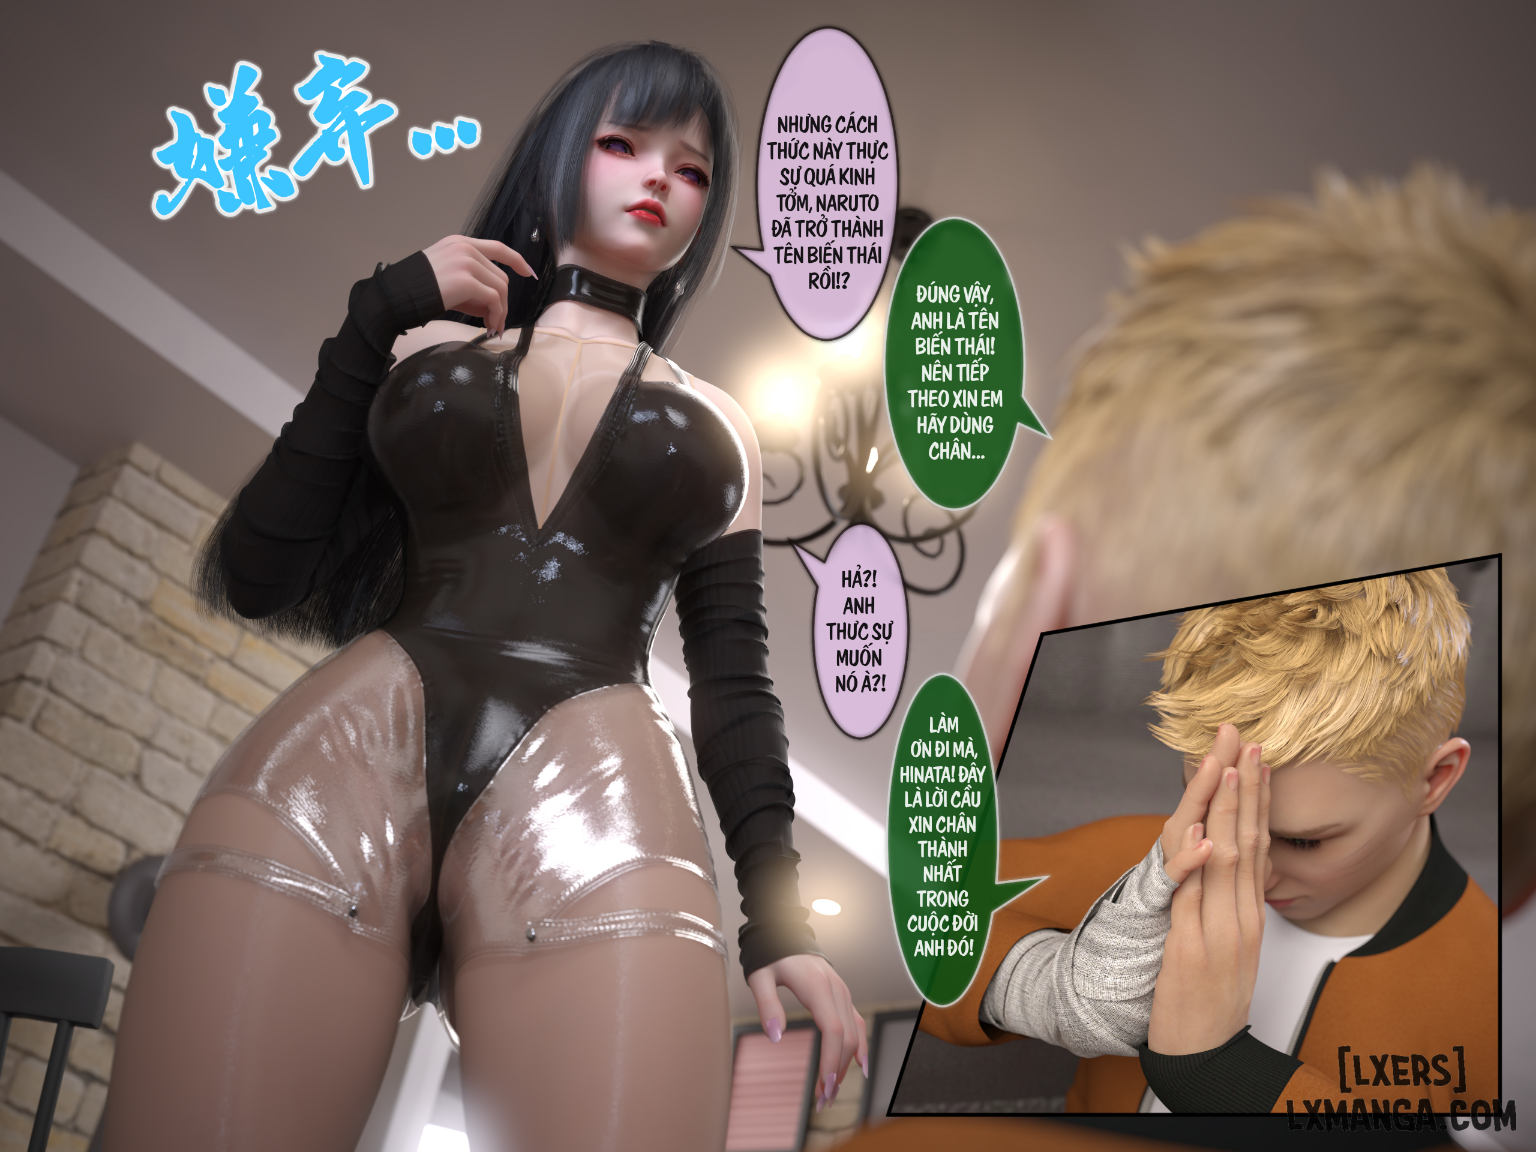 嫌弃...
NHƯNG CÁCH
THỨC NÀY THỰC
SỰ QUÁ KINH
TỞM, NARUTO
ĐÃ TRỞ THÀNH
TÊN BIẾN THÁI
RỒI!?
ĐÚNG VẬY,
ANH LÀ TÊN
BIẾN THÁI!
NÊN TIẾP
THEO XIN EM
HÃY DÙNG
CHÂN...
HẢ?!
ANH
THƯC SỰ
MUỐN
NÓ À?!
LÀM
ƠN ĐI MÀ,
HINATA! ĐÂY
LÀ LỜI CẦU
XIN CHÂN
THÀNH
NHẤT
TRONG
CUỘC ĐỜI
ANH ĐÓ!
[LXERS]
LXMANGA.COM